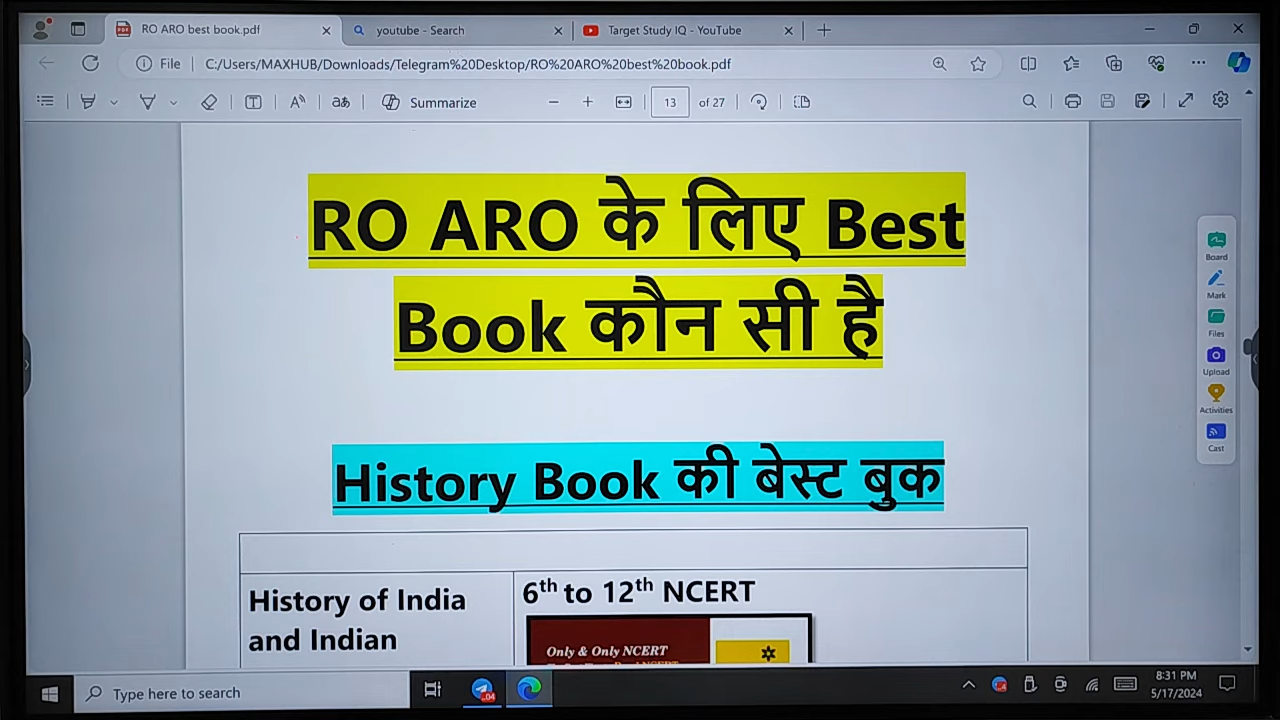 RO ARO best book.pdf
youtube - Search
Target Study IQ - YouTube
File
C:/Users/MAXHUB/Downloads/Telegram%20Desktop/RO%20ARO%20best%20book.pdf
Summarize
13 of 27
RO ARO के लिए Best
Book कौन सी है
History Book की बेस्ट बुक
History of India
and Indian
6th to 12th NCERT
Only & Only NCERT
Board
Mark
Files
Upload
Activities
Cast
Type here to search
8:31 PM
5/17/2024